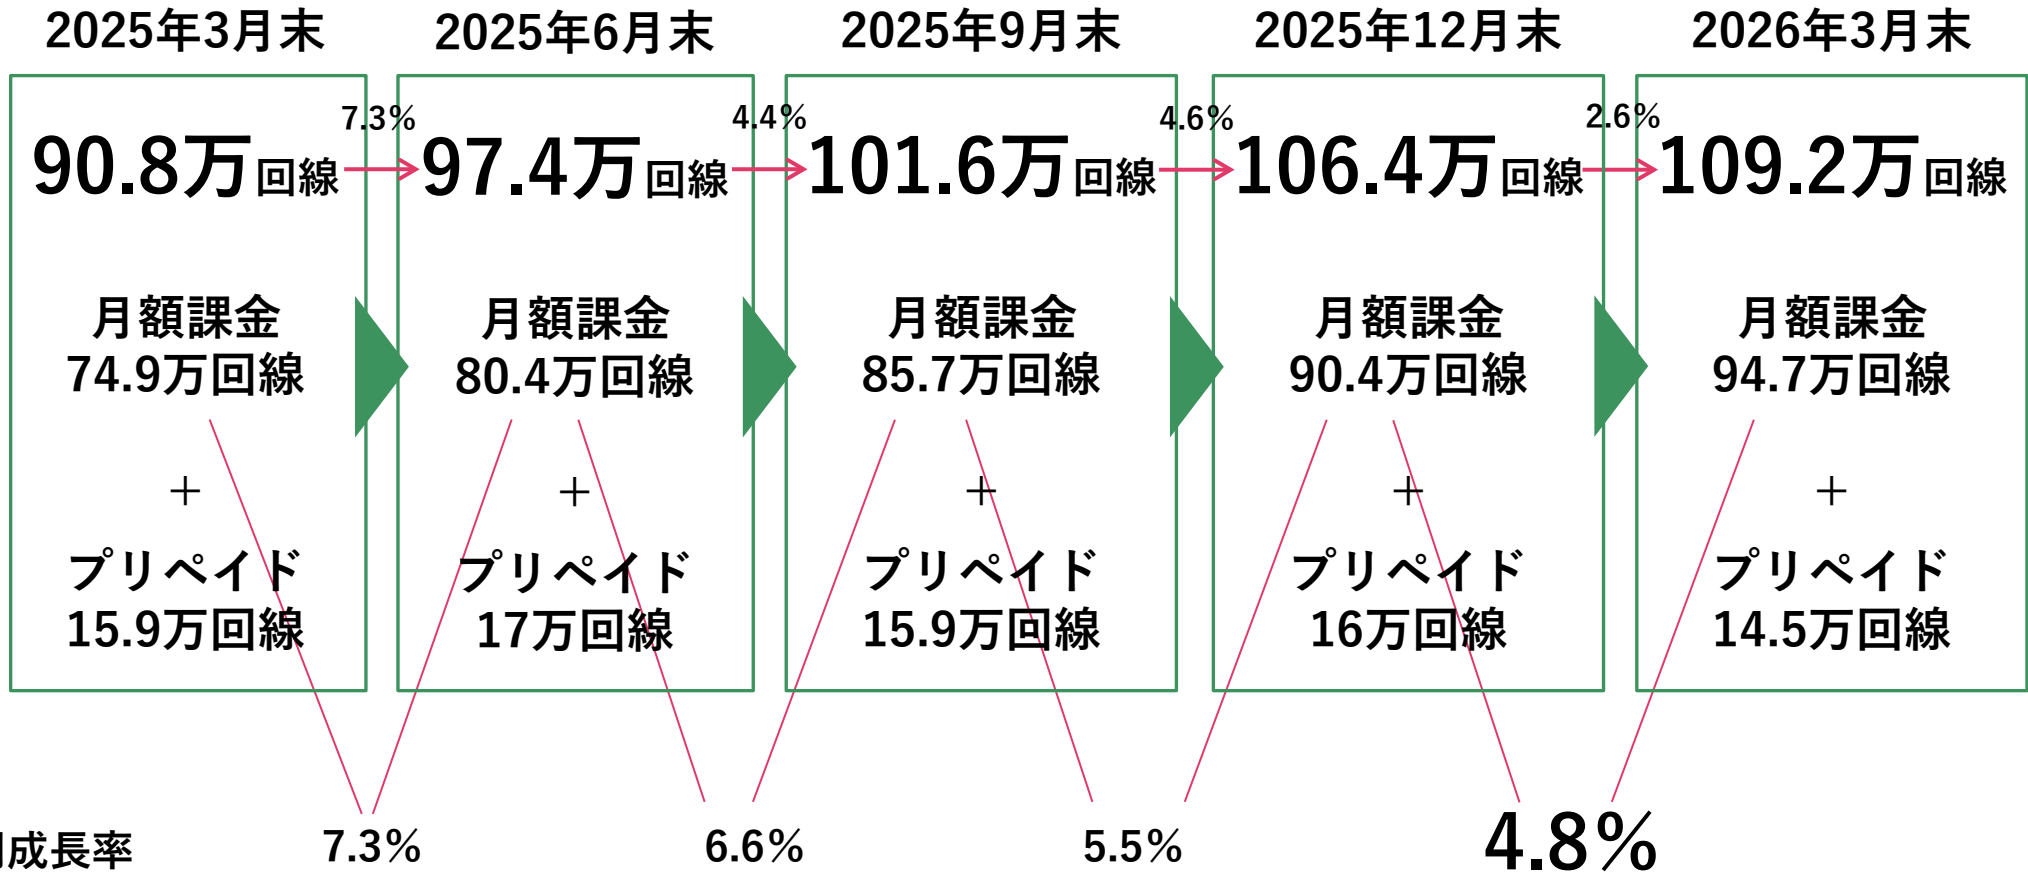 2025年3月末
2025年6月末
2025年9月末
2025年12月末
2026年3月末
7.3%
4.4%
4.6%
2.6%
90.8万回線
97.4万回線
101.6万回線
106.4万回線
109.2万回線
月額課金
74.9万回線
+
プリペイド
15.9万回線
月額課金
80.4万回線
+
プリペイド
17万回線
月額課金
85.7万回線
+
プリペイド
15.9万回線
月額課金
90.4万回線
+
プリペイド
16万回線
月額課金
94.7万回線
+
プリペイド
14.5万回線
成長率
7.3%
6.6%
5.5%
4.8%